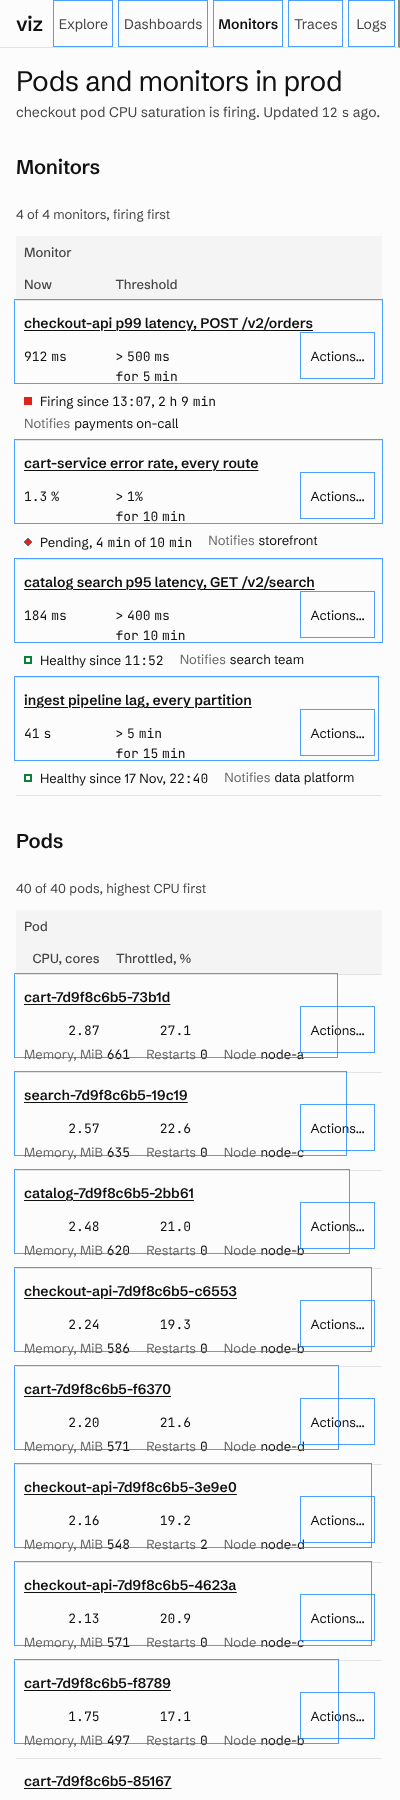 viz Explore Dashboards Monitors Traces Logs
Pods and monitors in prod
checkout pod CPU saturation is firing. Updated 12 s ago.
Monitors
4 of 4 monitors, firing first
Monitor
Now Threshold
checkout-api p99 latency, POST /v2/orders
912 ms > 500 ms Actions…
for 5 min
Firing since 13:07, 2 h 9 min
Notifies payments on-call
cart-service error rate, every route
1.3 % > 1% Actions…
for 10 min
Pending, 4 min of 10 min Notifies storefront
catalog search p95 latency, GET /v2/search
184 ms > 400 ms Actions…
for 10 min
Healthy since 11:52 Notifies search team
ingest pipeline lag, every partition
41 s > 5 min Actions…
for 15 min
Healthy since 17 Nov, 22:40 Notifies data platform
Pods
40 of 40 pods, highest CPU first
Pod
CPU, cores Throttled, %
cart-7d9f8c6b5-73b1d
2.87 27.1 Actions…
Memory, MiB 661 Restarts 0 Node node-a
search-7d9f8c6b5-19c19
2.57 22.6 Actions…
Memory, MiB 635 Restarts 0 Node node-c
catalog-7d9f8c6b5-2bb61
2.48 21.0 Actions…
Memory, MiB 620 Restarts 0 Node node-b
checkout-api-7d9f8c6b5-c6553
2.24 19.3 Actions…
Memory, MiB 586 Restarts 0 Node node-b
cart-7d9f8c6b5-f6370
2.20 21.6 Actions…
Memory, MiB 571 Restarts 0 Node node-d
checkout-api-7d9f8c6b5-3e9e0
2.16 19.2 Actions…
Memory, MiB 548 Restarts 2 Node node-d
checkout-api-7d9f8c6b5-4623a
2.13 20.9 Actions…
Memory, MiB 571 Restarts 0 Node node-c
cart-7d9f8c6b5-f8789
1.75 17.1 Actions…
Memory, MiB 497 Restarts 0 Node node-b
cart-7d9f8c6b5-85167